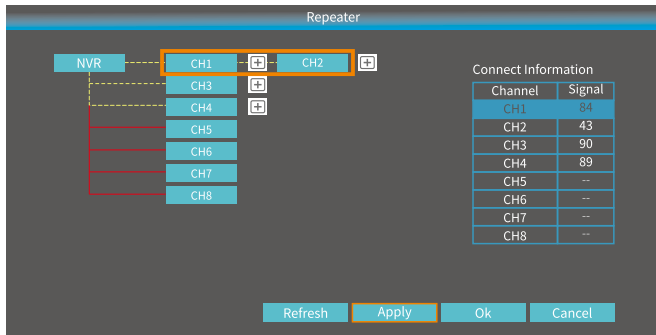 Repeater
NVR CH1 CH2
CH3
CH4
CH5
CH6
CH7
CH8
Connect Information
Channel Signal
CH1 84
CH2 43
CH3 90
CH4 89
CH5 --
CH6 --
CH7 --
CH8 --
Refresh Apply Ok Cancel